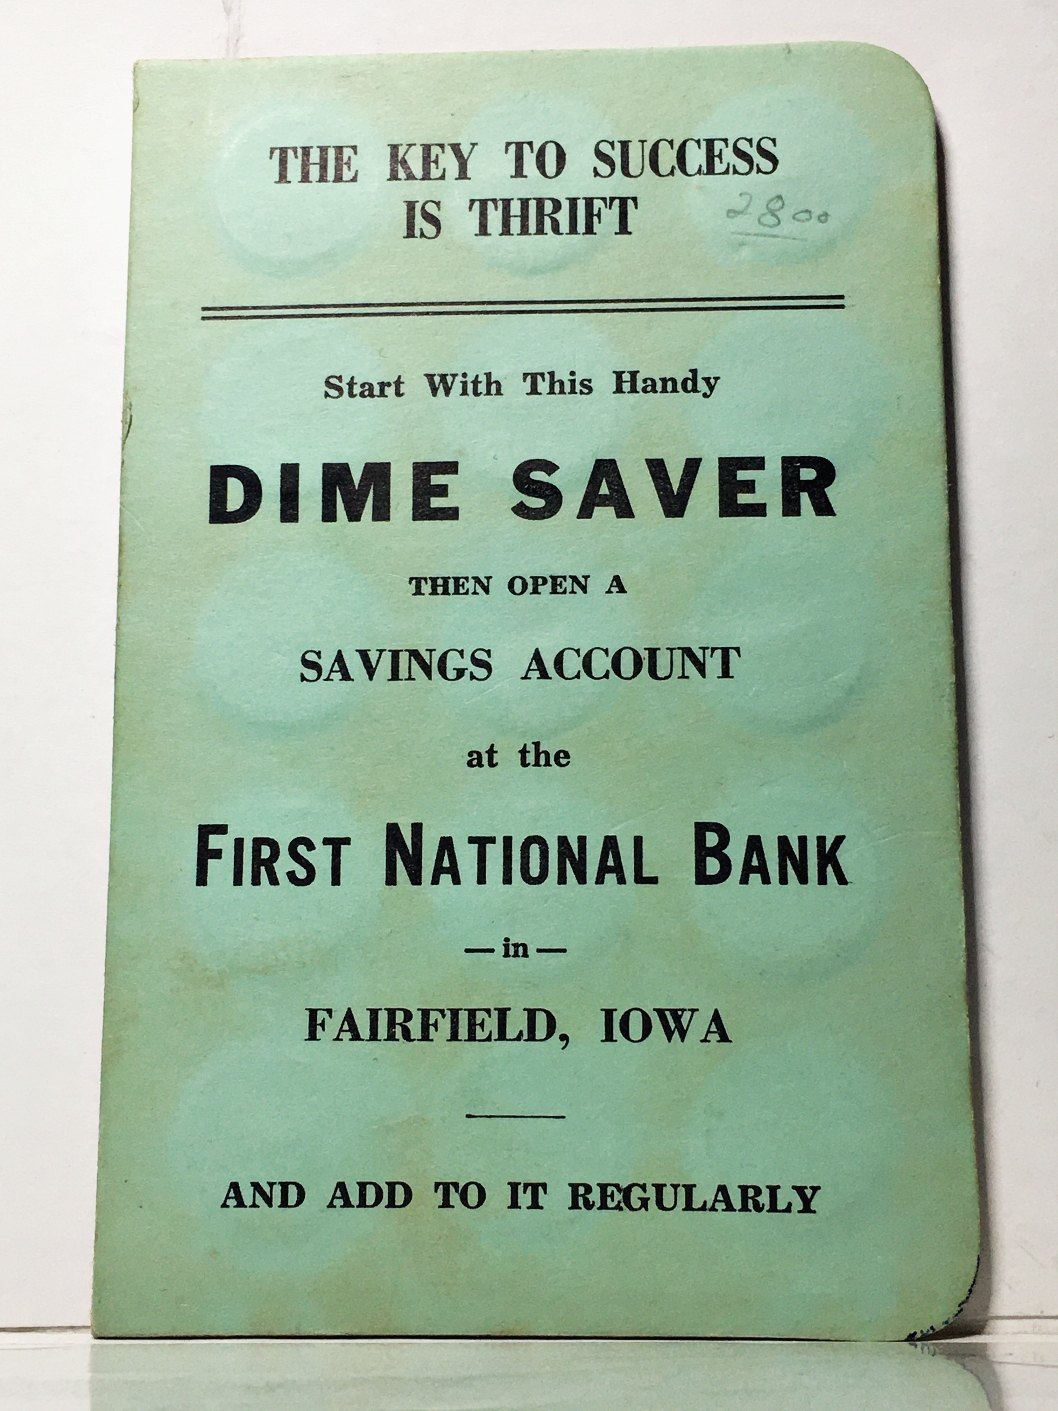 THE KEY TO SUCCESS
IS THRIFT
28.00
Start With This Handy
DIME SAVER
THEN OPEN A
SAVINGS ACCOUNT
at the
FIRST NATIONAL BANK
— in —
FAIRFIELD, IOWA
AND ADD TO IT REGULARLY